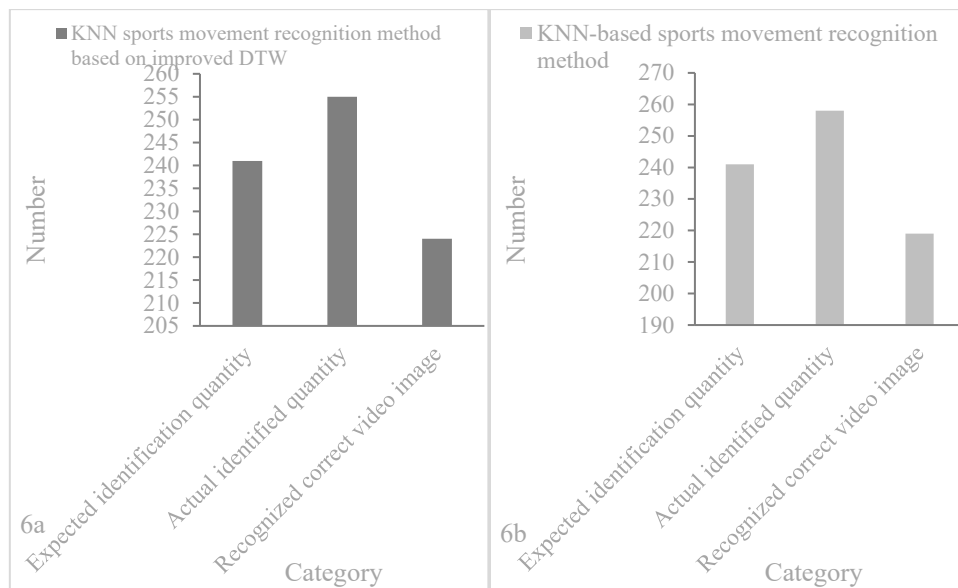 KNN sports movement recognition method
based on improved DTW
260
255
250
245
240
235
230
225
220
215
210
205
Number
Expected identification quantity
Actual identified quantity
Recognized correct video image
6a
Category
KNN-based sports movement recognition
method
270
260
250
240
230
220
210
200
190
Number
Expected identification quantity
Actual identified quantity
Recognized correct video image
6b
Category